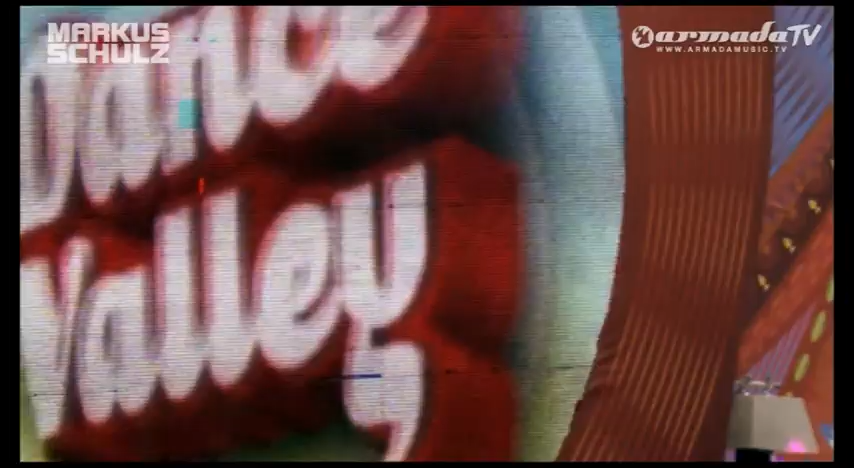 MARKUS
SCHULZ
armadaTV
WWW.ARMADAMUSIC.TV
Dance
Valley